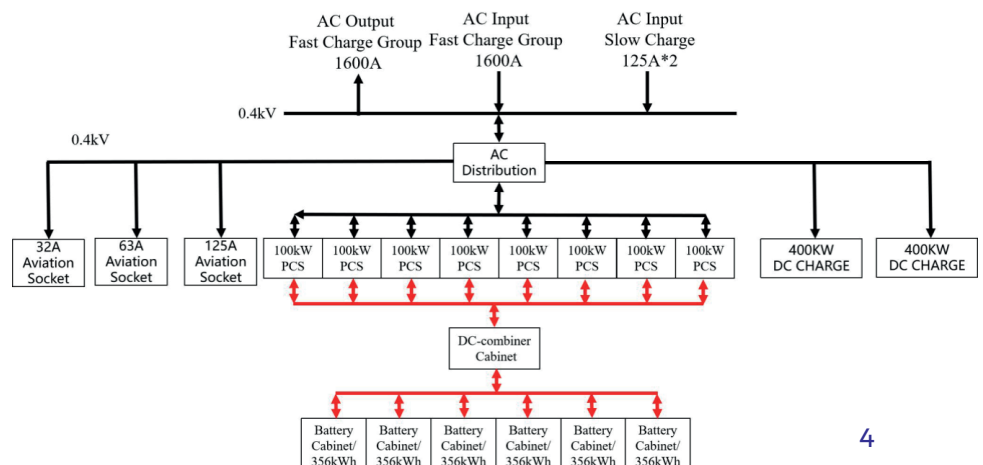 AC Output
Fast Charge Group
1600A
AC Input
Fast Charge Group
1600A
AC Input
Slow Charge
125A*2
0.4kV
0.4kV
AC
Distribution
32A
Aviation
Socket
63A
Aviation
Socket
125A
Aviation
Socket
100kW
PCS
100kW
PCS
100kW
PCS
100kW
PCS
100kW
PCS
100kW
PCS
100kW
PCS
100kW
PCS
400KW
DC CHARGE
400KW
DC CHARGE
DC-combiner
Cabinet
Battery
Cabinet/
356kWh
Battery
Cabinet/
356kWh
Battery
Cabinet/
356kWh
Battery
Cabinet/
356kWh
Battery
Cabinet/
356kWh
Battery
Cabinet/
356kWh
4